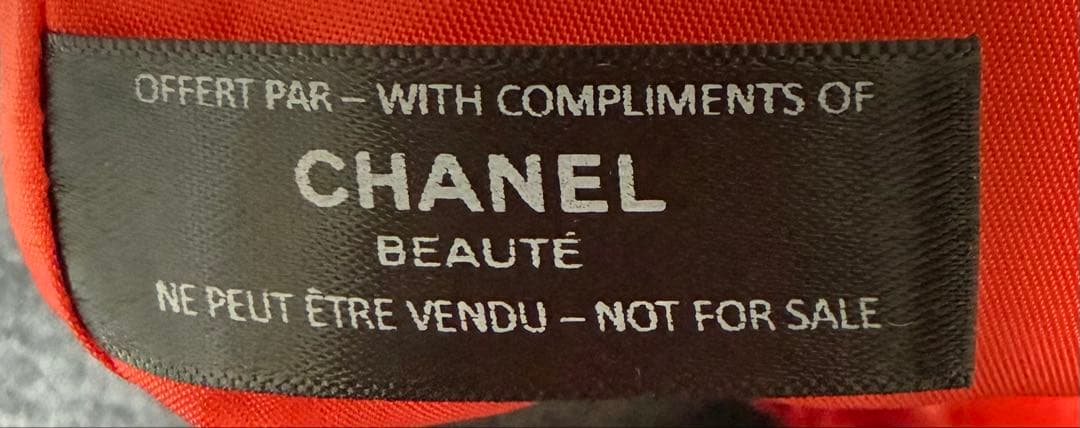 OFFERT PAR – WITH COMPLIMENTS OF
CHANEL
BEAUTÉ
NE PEUT ÊTRE VENDU – NOT FOR SALE